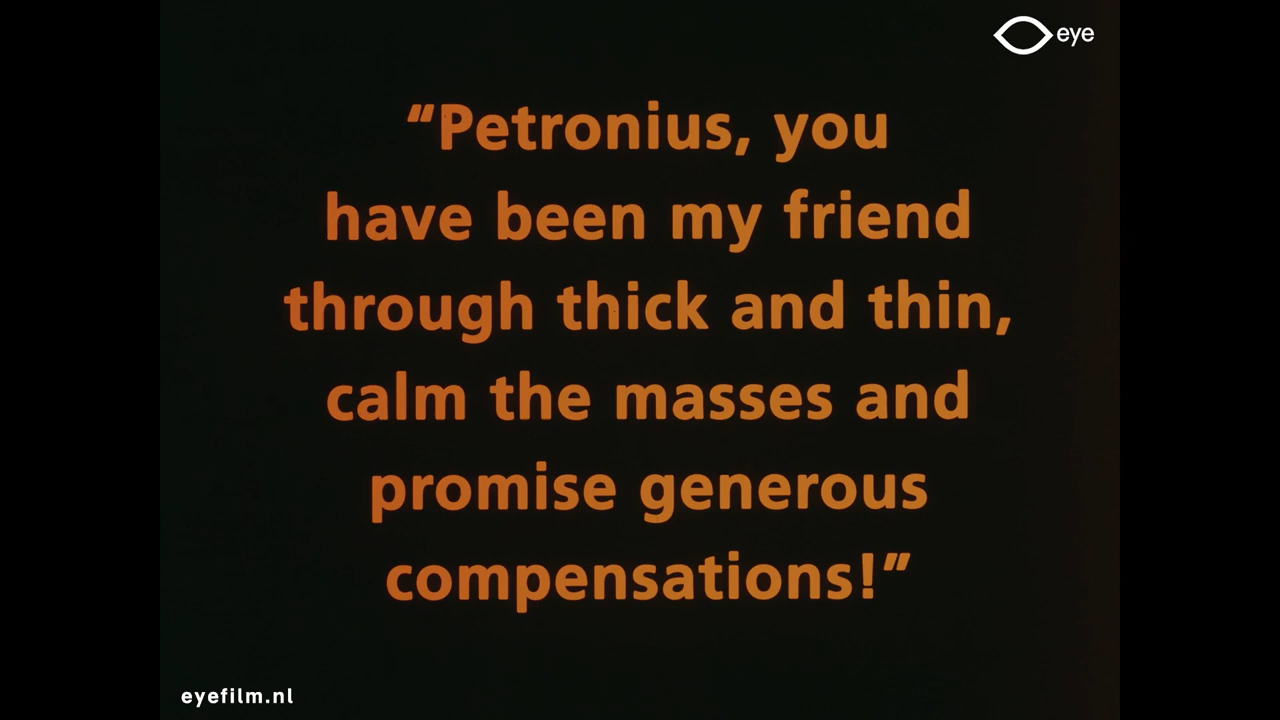 eye
“Petronius, you
have been my friend
through thick and thin,
calm the masses and
promise generous
compensations!”
eyefilm.nl